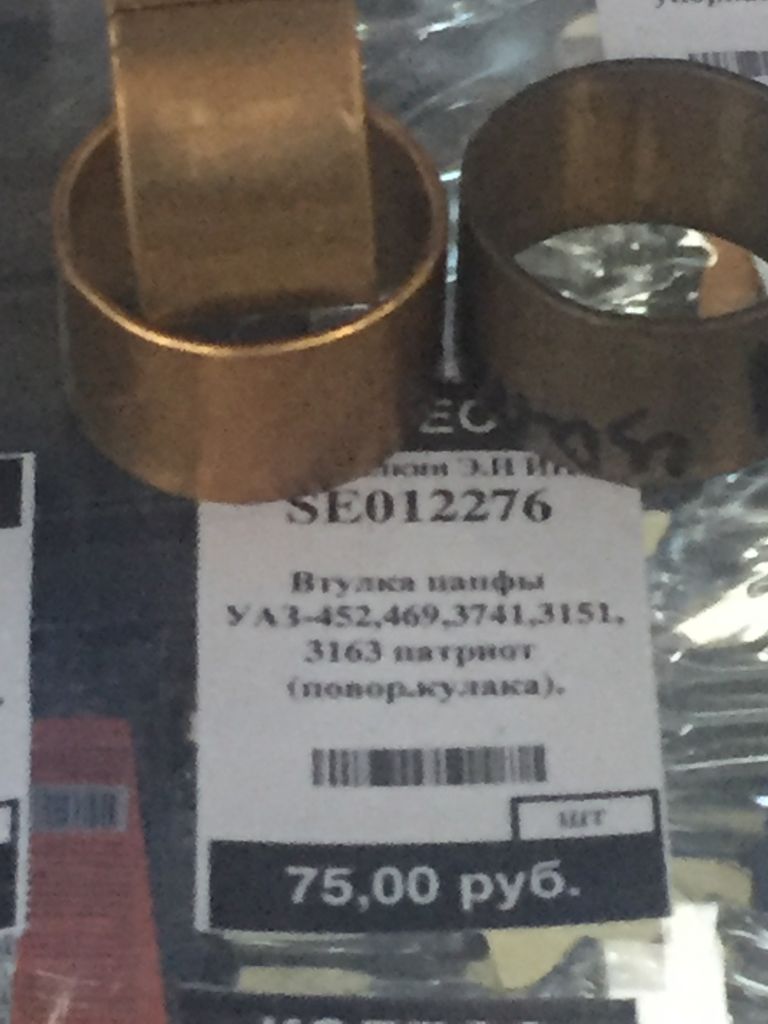 SE012276
Втулка цапфы
УАЗ-452,469,3741,3151,
3163 патриот
(повор.кулака).
шт
75,00 руб.